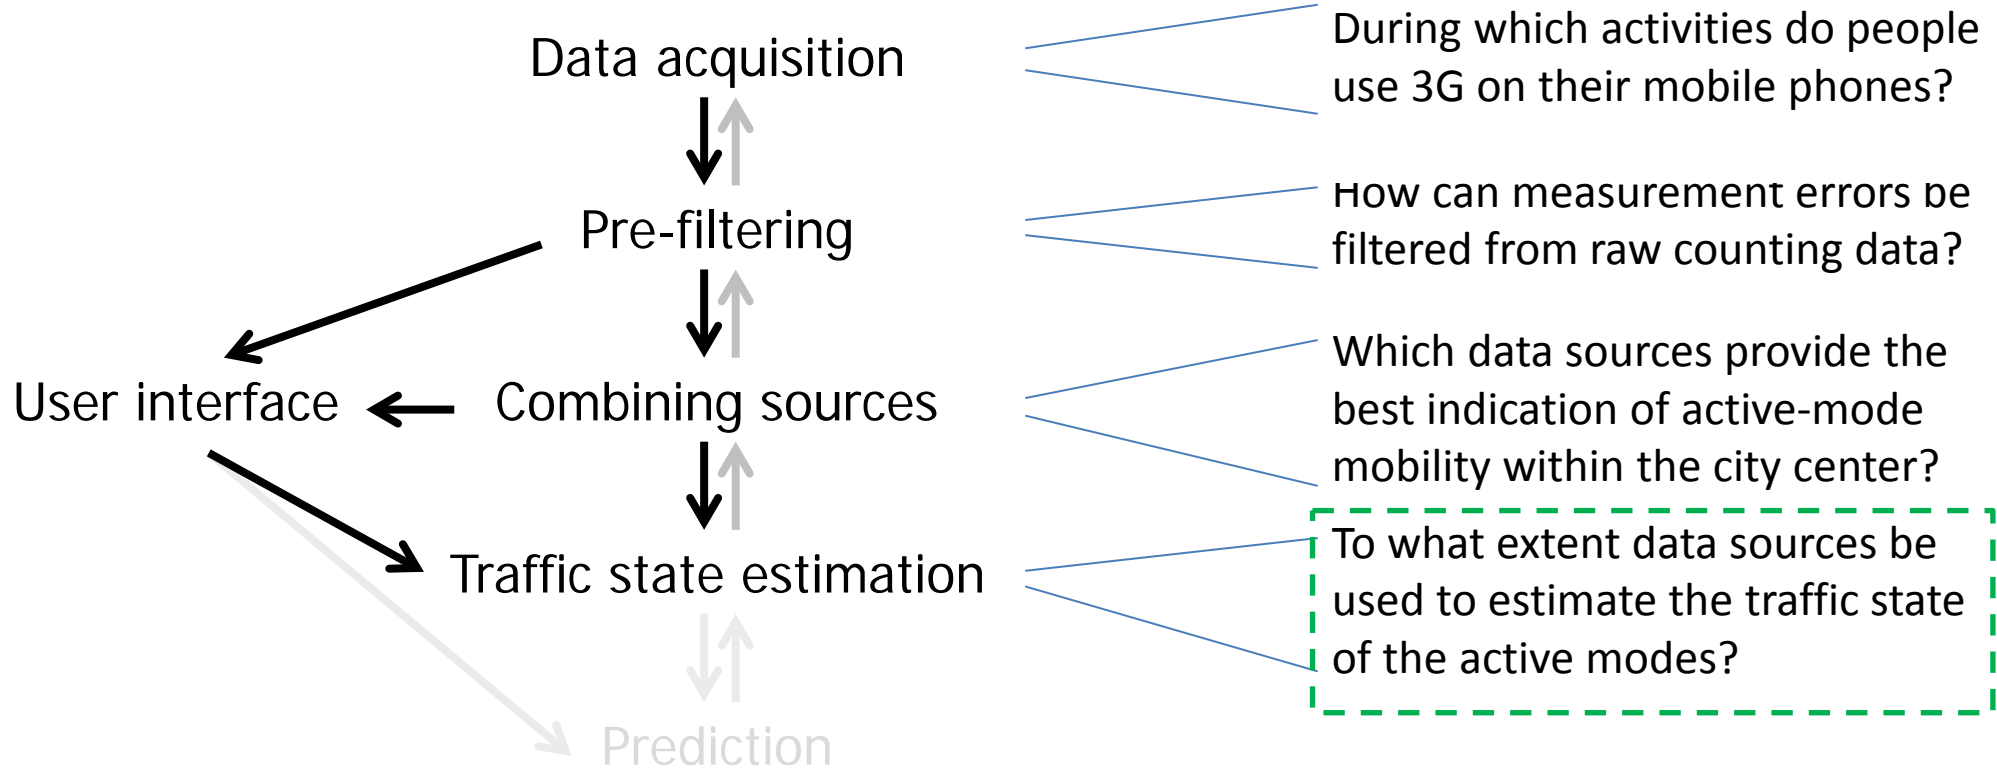 Data acquisition
During which activities do people
use 3G on their mobile phones?
Pre-filtering
How can measurement errors be
filtered from raw counting data?
User interface
Combining sources
Which data sources provide the
best indication of active-mode
mobility within the city center?
Traffic state estimation
To what extent data sources be
used to estimate the traffic state
of the active modes?
Prediction